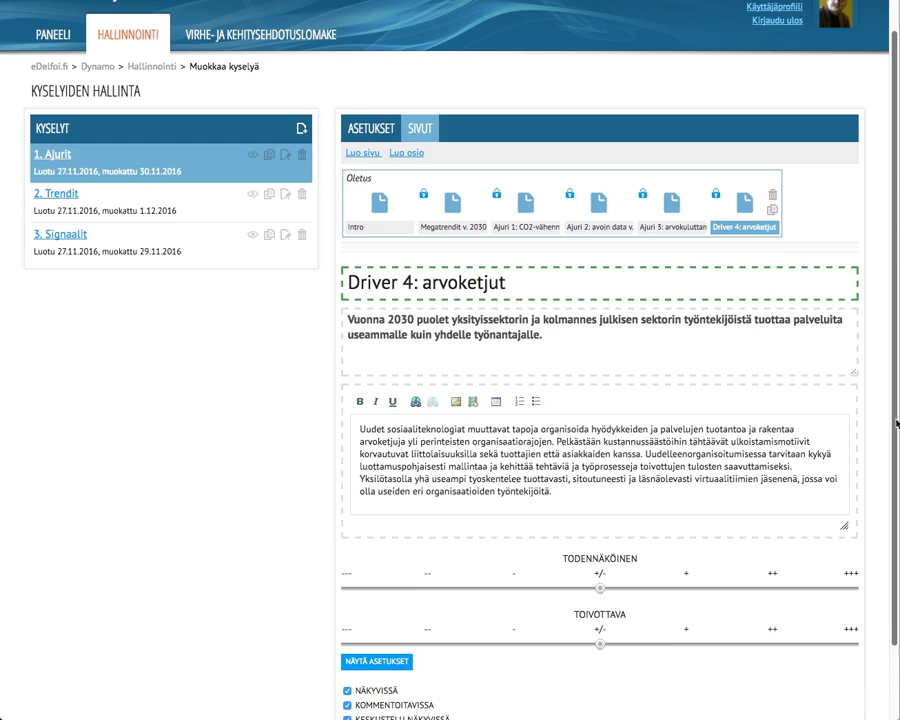 Käyttäjäprofiili
Kirjaudu ulos
PANEELI HALLINNOINTI VIRHE- JA KEHITYSEHDOTUSLOMAKE
eDelfoi.fi > Dynamo > Hallinnointi > Muokkaa kyselyä
KYSELYIDEN HALLINTA
KYSELYT
1. Ajurit
Luotu 27.11.2016, muokattu 30.11.2016
2. Trendit
Luotu 27.11.2016, muokattu 1.12.2016
3. Signaalit
Luotu 27.11.2016, muokattu 29.11.2016
ASETUKSET SIVUT
Luo sivu Luo osio
Oletus
Intro Megatrendit v. 2030 Ajuri 1: CO2-vähenn Ajuri 2: avoin data v. Ajuri 3: arvokuluttan Driver 4: arvoketjut
Driver 4: arvoketjut
Vuonna 2030 puolet yksityissektorin ja kolmannes julkisen sektorin työntekijöistä tuottaa palveluita
useammalle kuin yhdelle työnantajalle.
B I U
Uudet sosiaaliteknologiat muuttavat tapoja organisoida hyödykkeiden ja palvelujen tuotantoa ja rakentaa
arvoketjuja yli perinteisten organisaatiorajojen. Pelkästään kustannussäästöihin tähtäävät ulkoistamismotiivit
korvautuvat liittolaisuuksilla sekä tuottajien että asiakkaiden kanssa. Uudelleenorganisoitumisessa tarvitaan kykyä
luottamuspohjaisesti mallintaa ja kehittää tehtäviä ja työprosesseja toivottujen tulosten saavuttamiseksi.
Yksilötasolla yhä useampi tyoskentelee tuottavasti, sitoutuneesti ja läsnäolevasti virtuaalitiimien jäsenenä, jossa voi
olla useiden eri organisaatioiden työntekijöitä.
TODENNÄKÖINEN
--- -- - +/- + ++ +++
TOIVOTTAVA
--- -- - +/- + ++ +++
NÄYTÄ ASETUKSET
NÄKYVISSÄ
KOMMENTOITAVISSA
KESKUSTELU NÄKYVISSÄ